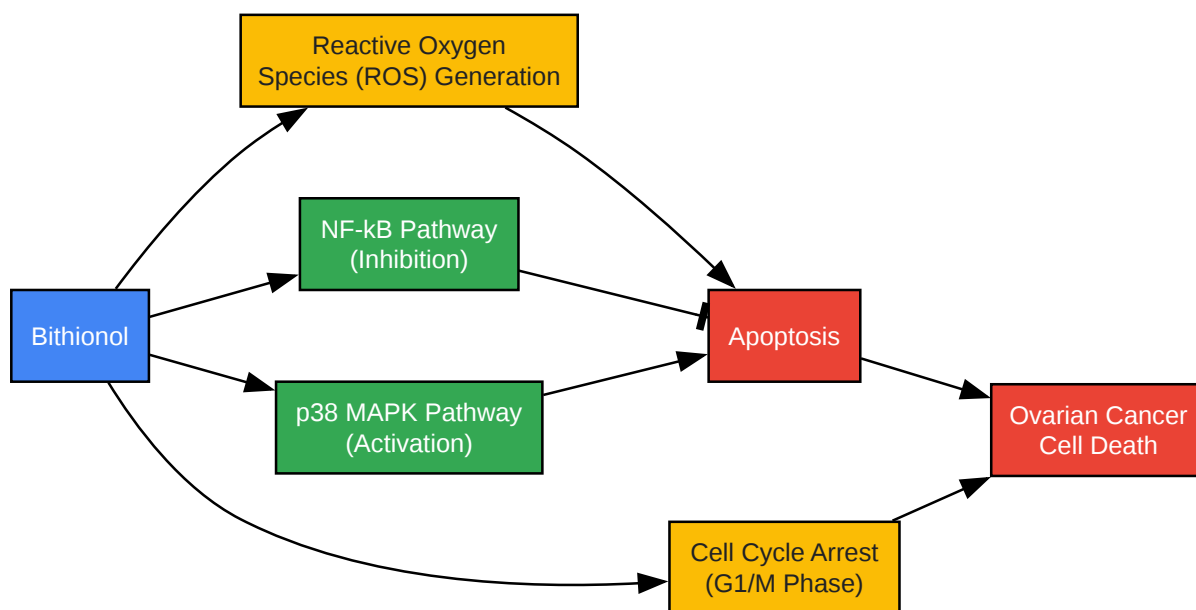 Reactive Oxygen
Species (ROS) Generation
NF-kB Pathway
(Inhibition)
Bithionol
Apoptosis
p38 MAPK Pathway
(Activation)
Ovarian Cancer
Cell Death
Cell Cycle Arrest
(G1/M Phase)